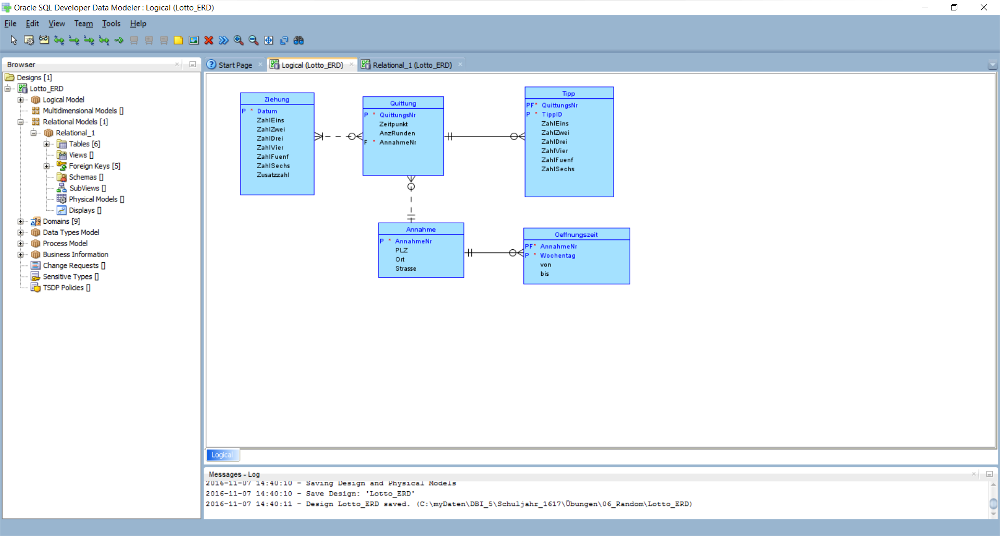 Oracle SQL Developer Data Modeler : Logical (Lotto_ERD)
File Edit View Team Tools Help
Browser
Designs [1]
Lotto_ERD
Logical Model
Multidimensional Models []
Relational Models [1]
Relational_1
Tables [6]
Views []
Foreign Keys [5]
Schemas []
SubViews []
Physical Models []
Displays []
Domains [9]
Data Types Model
Process Model
Business Information
Change Requests []
Sensitive Types []
TSDP Policies []
Start Page
Logical (Lotto_ERD)
Relational_1 (Lotto_ERD)
Ziehung
P * Datum
ZahlEins
ZahlZwei
ZahlDrei
ZahlVier
ZahlFuenf
ZahlSechs
Zusatzzahl
Quittung
P * QuittungsNr
Zeitpunkt
AnzRunden
F * AnnahmeNr
Tipp
PF* QuittungsNr
P * TippID
ZahlEins
ZahlZwei
ZahlDrei
ZahlVier
ZahlFuenf
ZahlSechs
Annahme
P * AnnahmeNr
PLZ
Ort
Strasse
Oeffnungszeit
PF* AnnahmeNr
P * Wochentag
von
bis
Logical
Messages - Log
2016-11-07 14:40:10 - Saving Design and Physical Models
2016-11-07 14:40:10 - Save Design: 'Lotto_ERD'
2016-11-07 14:40:11 - Design Lotto_ERD saved. (C:\myDaten\DBI_5\Schuljahr_1617\Übungen\06_Random\Lotto_ERD)